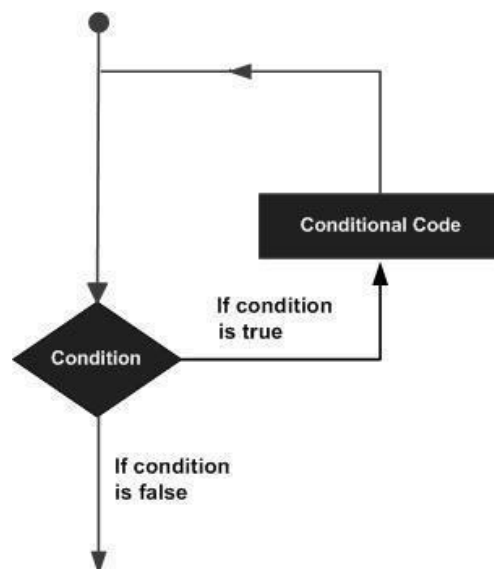 Conditional Code
If condition
is true
Condition
If condition
is false